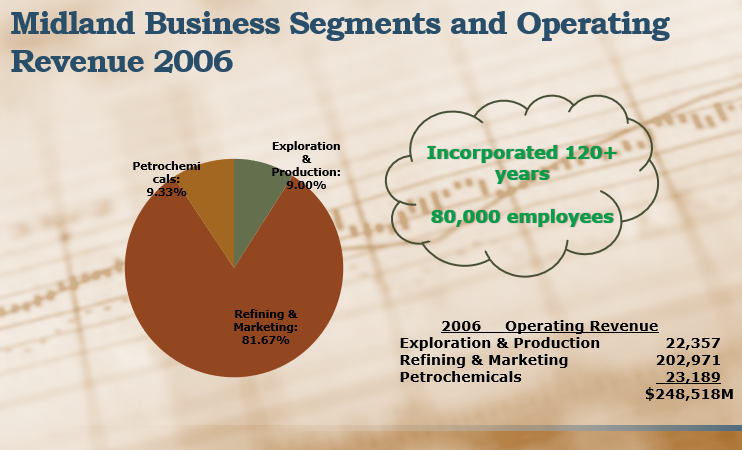 Midland Business Segments and Operating
Revenue 2006
Exploration
&
Production:
9.00%
Petrochemi
cals:
9.33%
Refining &
Marketing:
81.67%
Incorporated 120+
years
80,000 employees
2006 Operating Revenue
Exploration & Production 22,357
Refining & Marketing 202,971
Petrochemicals 23,189
$248,518M